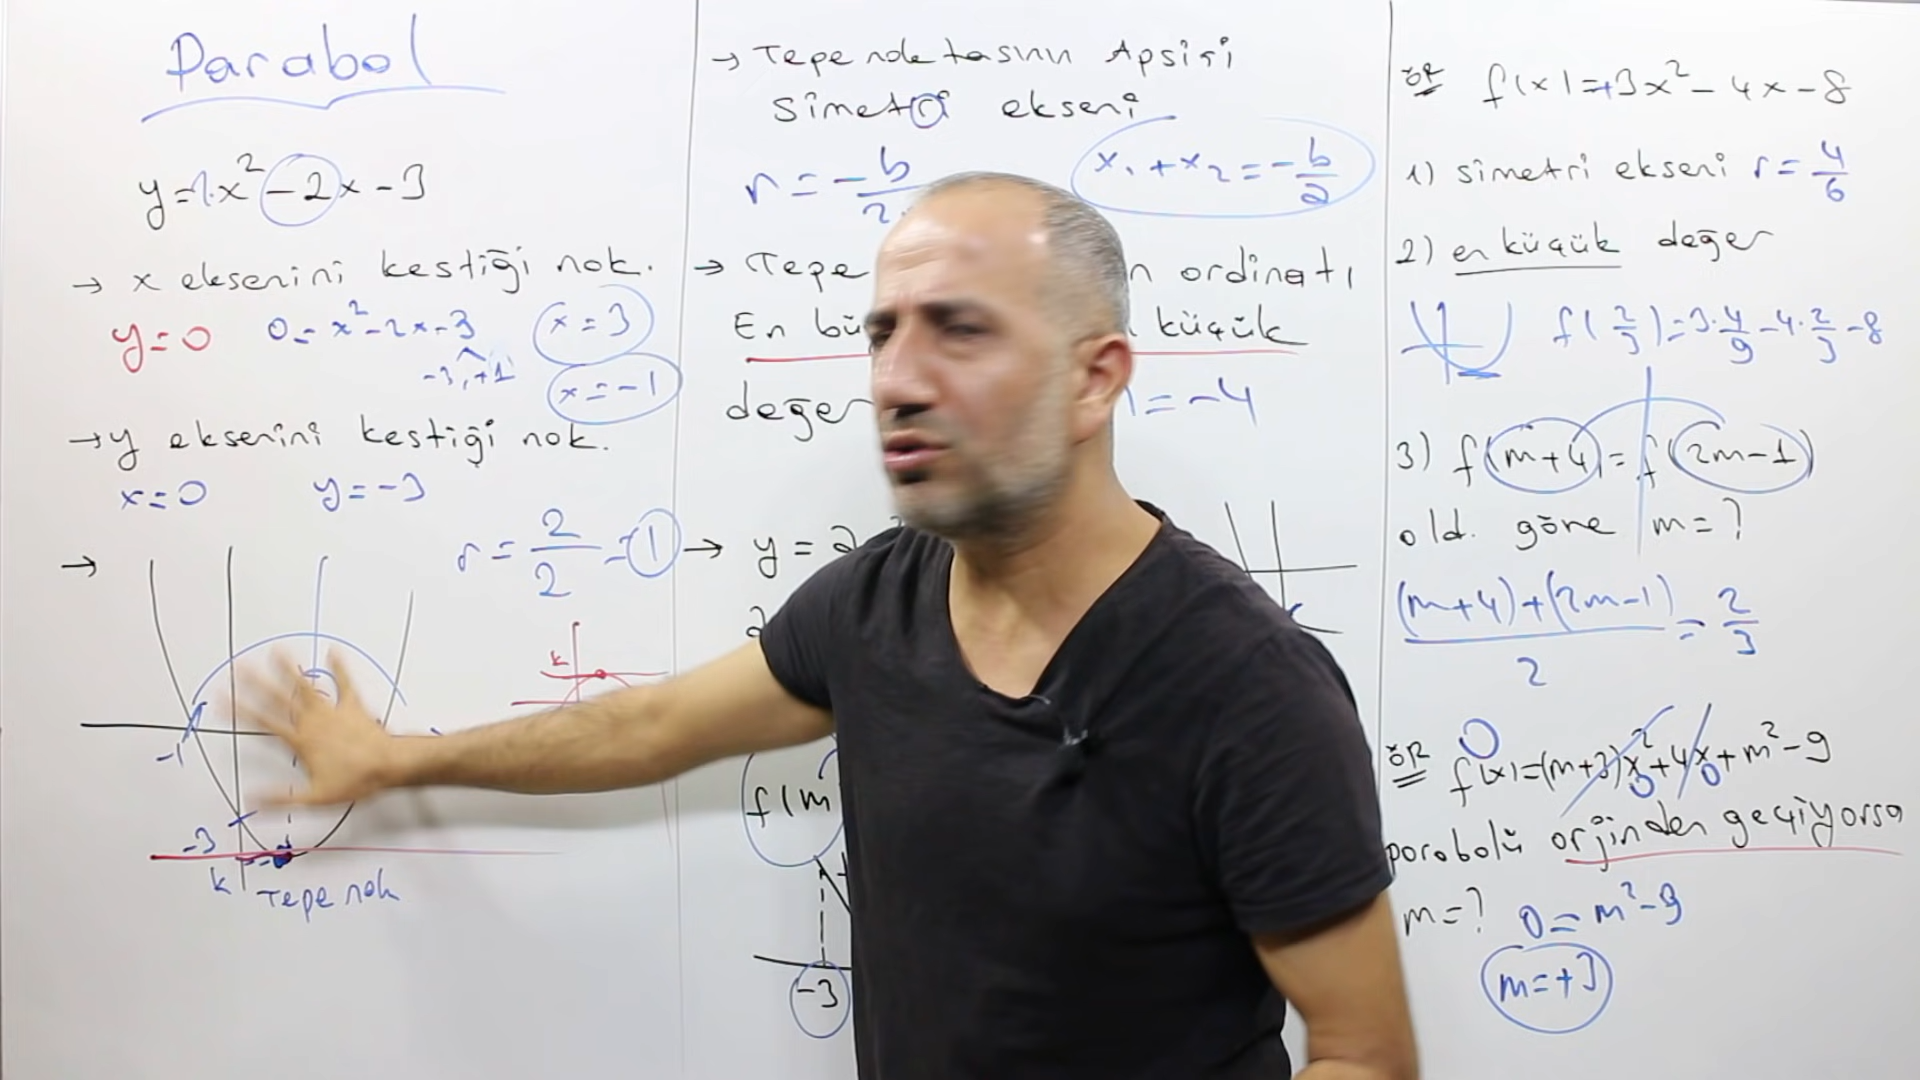 Parabol
y=1.x²-2x-3
→ x eksenini kestiği nok.
y=0 0=x²-2x-3 x=3
-3,+1 x=-1
→ y eksenini kestiği nok.
x=0 y=-3
→ r=2/2=1
k
-1
-3
k Tepe nok
→ Tepe noktasının Apsisi
Simetri ekseni
r=-b/2 x₁+x₂=-b/a
→ Tepe ordinatı
En küçük
değer =-4
→ y=a
f(m
-3
ÖR f(x)=+3x²-4x-8
1) simetri ekseni r=4/6
2) en küçük değer
f(2/3)=3.4/9-4.2/3-8
3) f(m+4)=f(2m-1)
old. göre m=?
(m+4)+(2m-1)/2=2/3
ÖR f(x)=(m+3)x²+4x+m²-9
0 0 0
parabolü orjinden geçiyorsa
m=? 0=m²-9
m=+3